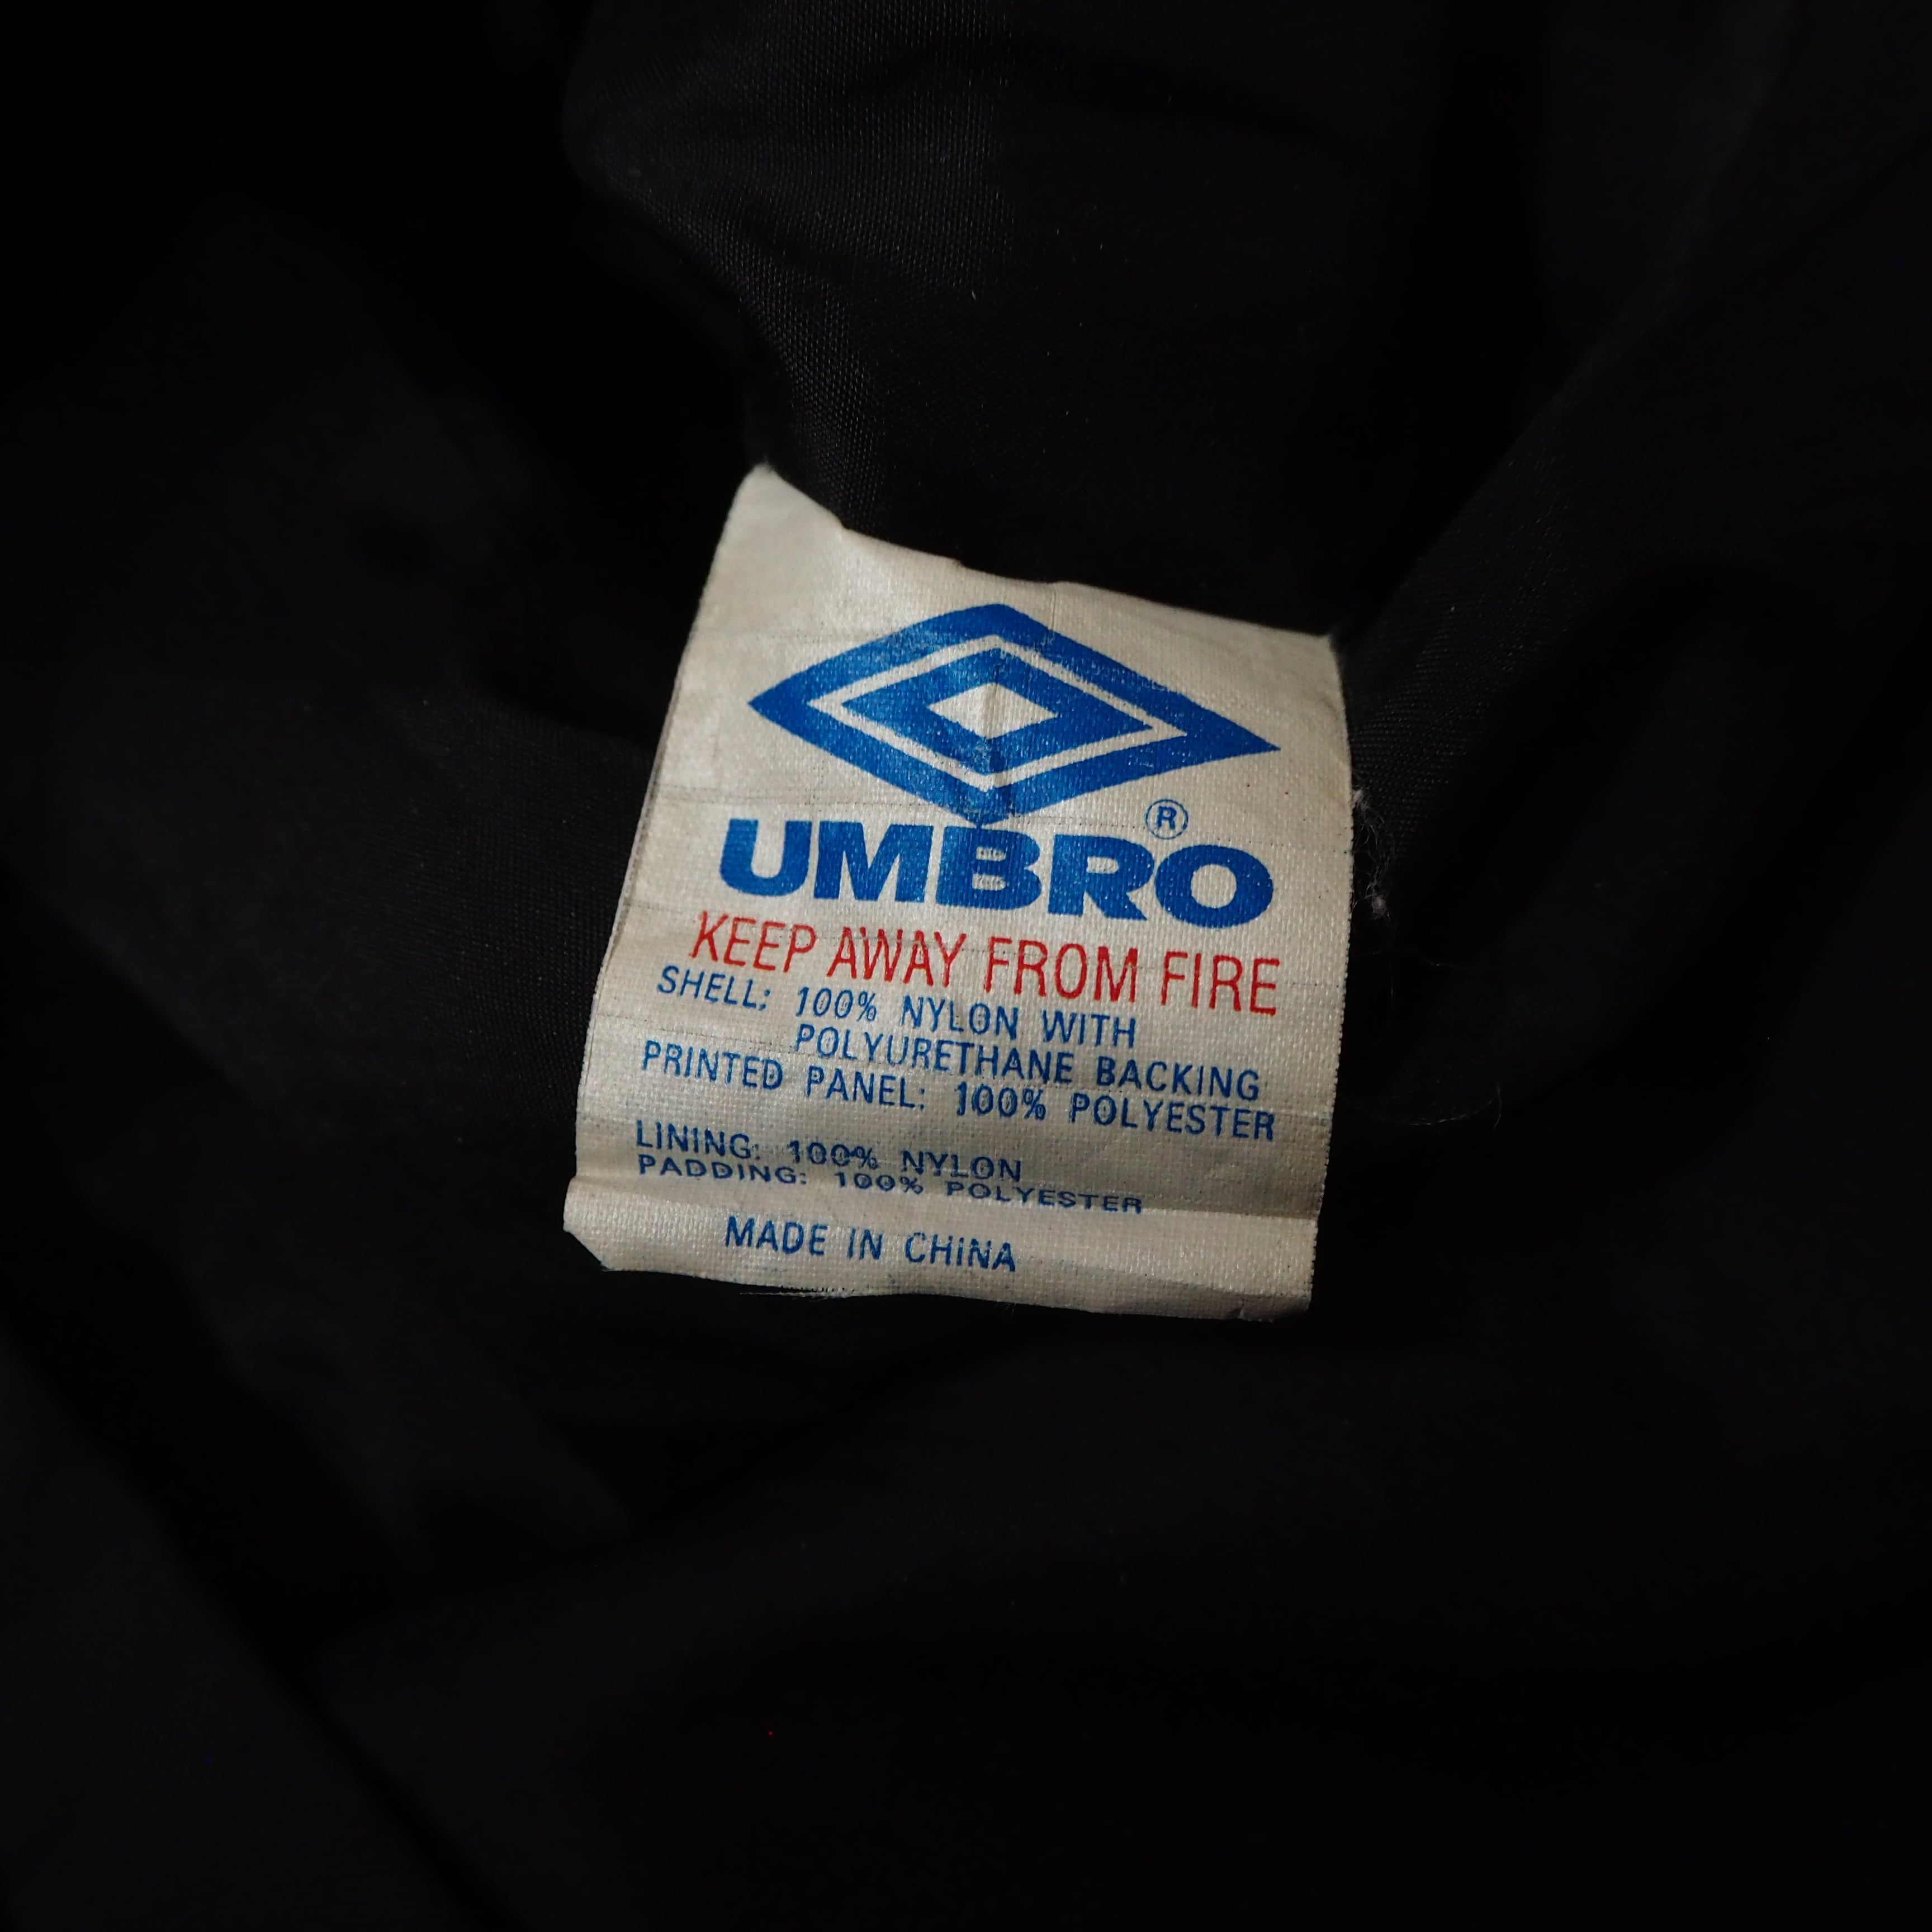 UMBRO®
KEEP AWAY FROM FIRE
SHELL: 100% NYLON WITH
POLYURETHANE BACKING
PRINTED PANEL: 100% POLYESTER
LINING: 100% NYLON
PADDING: 100% POLYESTER
MADE IN CHINA